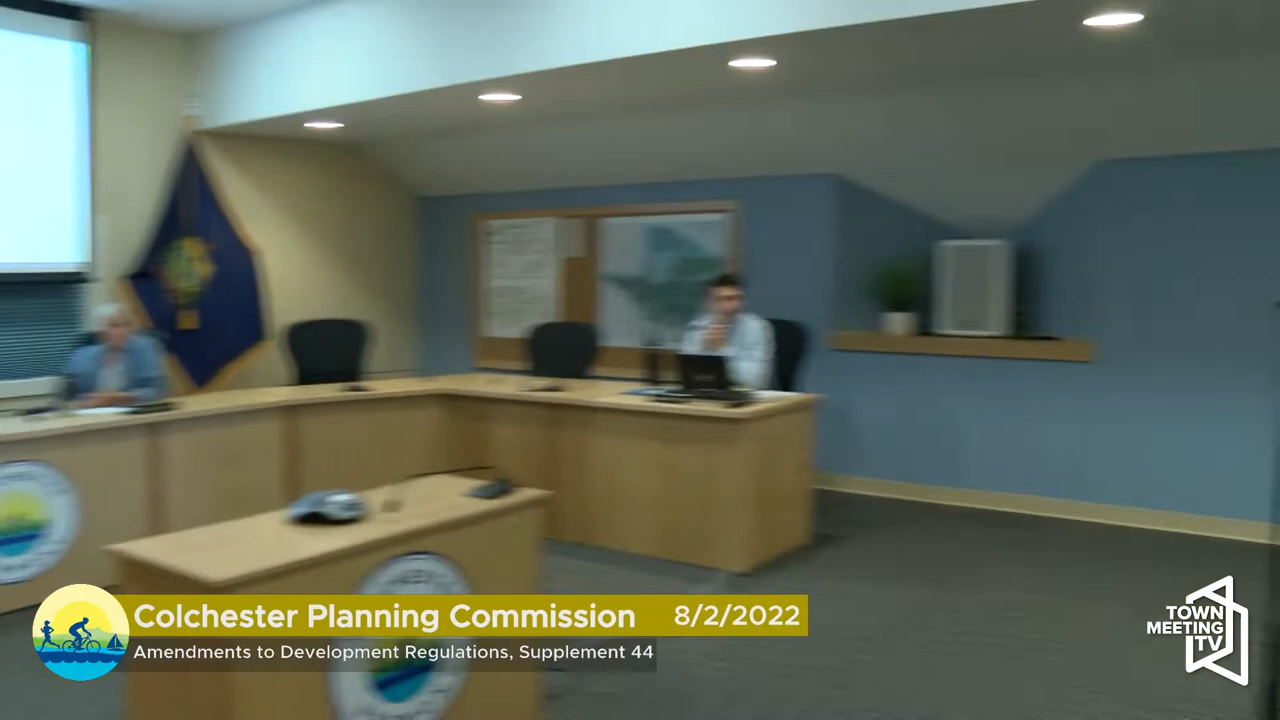 Colchester Planning Commission 8/2/2022
Amendments to Development Regulations, Supplement 44
TOWN
MEETING
TV